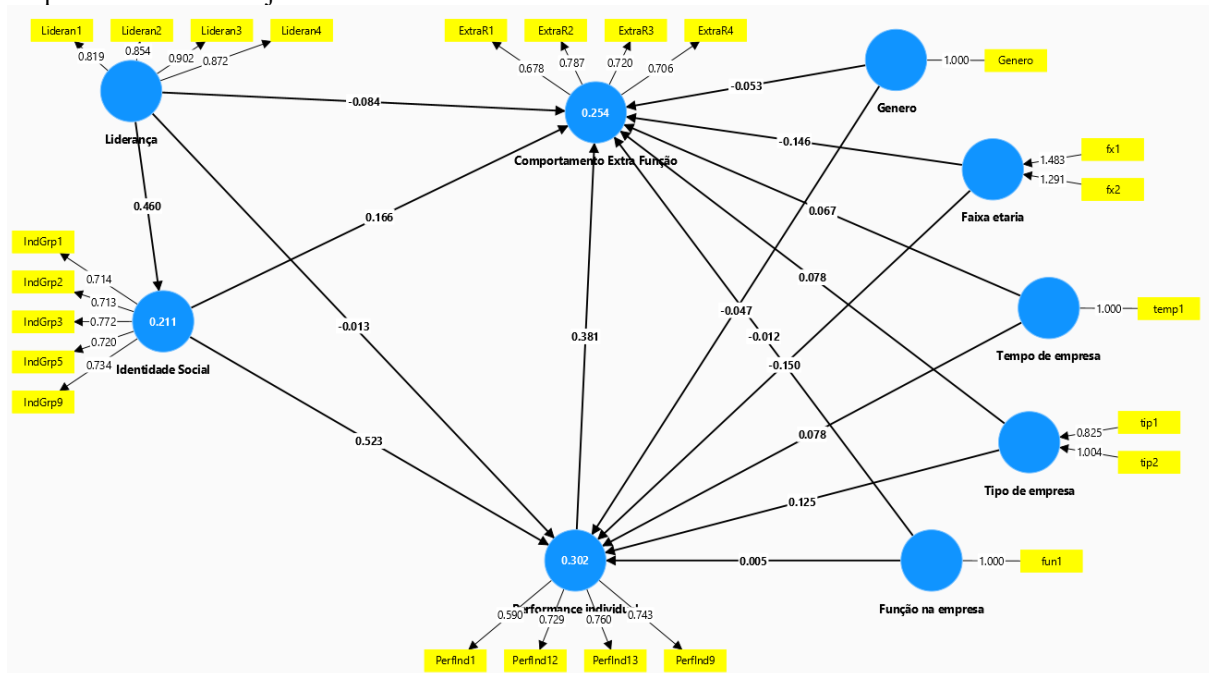 Lideran1
Lideran2
Lideran3
Lideran4
0.819
0.854
0.902
0.872
Liderança
ExtraR1
ExtraR2
ExtraR3
ExtraR4
0.678
0.787
0.720
0.706
0.254
Comportamento Extra Função
-0.084
-0.053
1.000
Genero
Genero
-0.146
1.483
fx1
1.291
fx2
Faixa etaria
0.460
0.166
0.067
IndGrp1
IndGrp2
IndGrp3
IndGrp5
IndGrp9
0.714
0.713
0.772
0.720
0.734
0.211
Identidade Social
-0.013
0.381
-0.047
-0.012
-0.150
0.078
1.000
temp1
Tempo de empresa
0.523
0.078
0.825
tip1
1.004
tip2
Tipo de empresa
0.125
0.302
Performance individual
0.005
1.000
fun1
Função na empresa
0.590
0.729
0.760
0.743
PerfInd1
PerfInd12
PerfInd13
PerfInd9